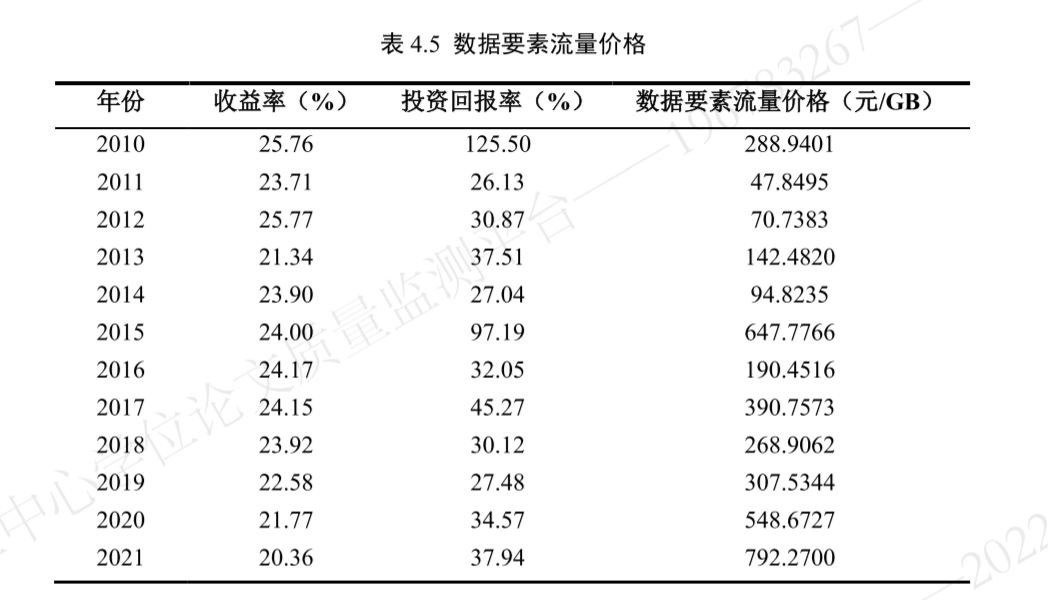 表 4.5 数据要素流量价格
年份 收益率（%） 投资回报率（%） 数据要素流量价格（元/GB）
2010 25.76 125.50 288.9401
2011 23.71 26.13 47.8495
2012 25.77 30.87 70.7383
2013 21.34 37.51 142.4820
2014 23.90 27.04 94.8235
2015 24.00 97.19 647.7766
2016 24.17 32.05 190.4516
2017 24.15 45.27 390.7573
2018 23.92 30.12 268.9062
2019 22.58 27.48 307.5344
2020 21.77 34.57 548.6727
2021 20.36 37.94 792.2700
中心学位论文质量监测平台——
——2022